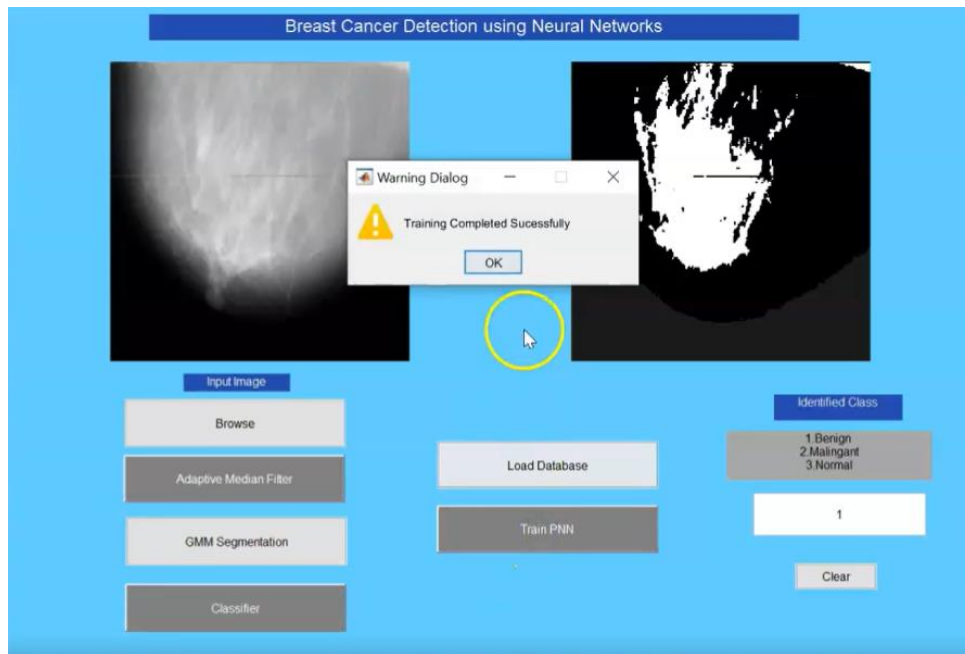 Breast Cancer Detection using Neural Networks
Warning Dialog
Training Completed Sucessfully
OK
Input Image
Browse
Adaptive Median Filter
GMM Segmentation
Classifier
Load Database
Train PNN
Identified Class
1.Benign
2.Malingant
3.Normal
1
Clear